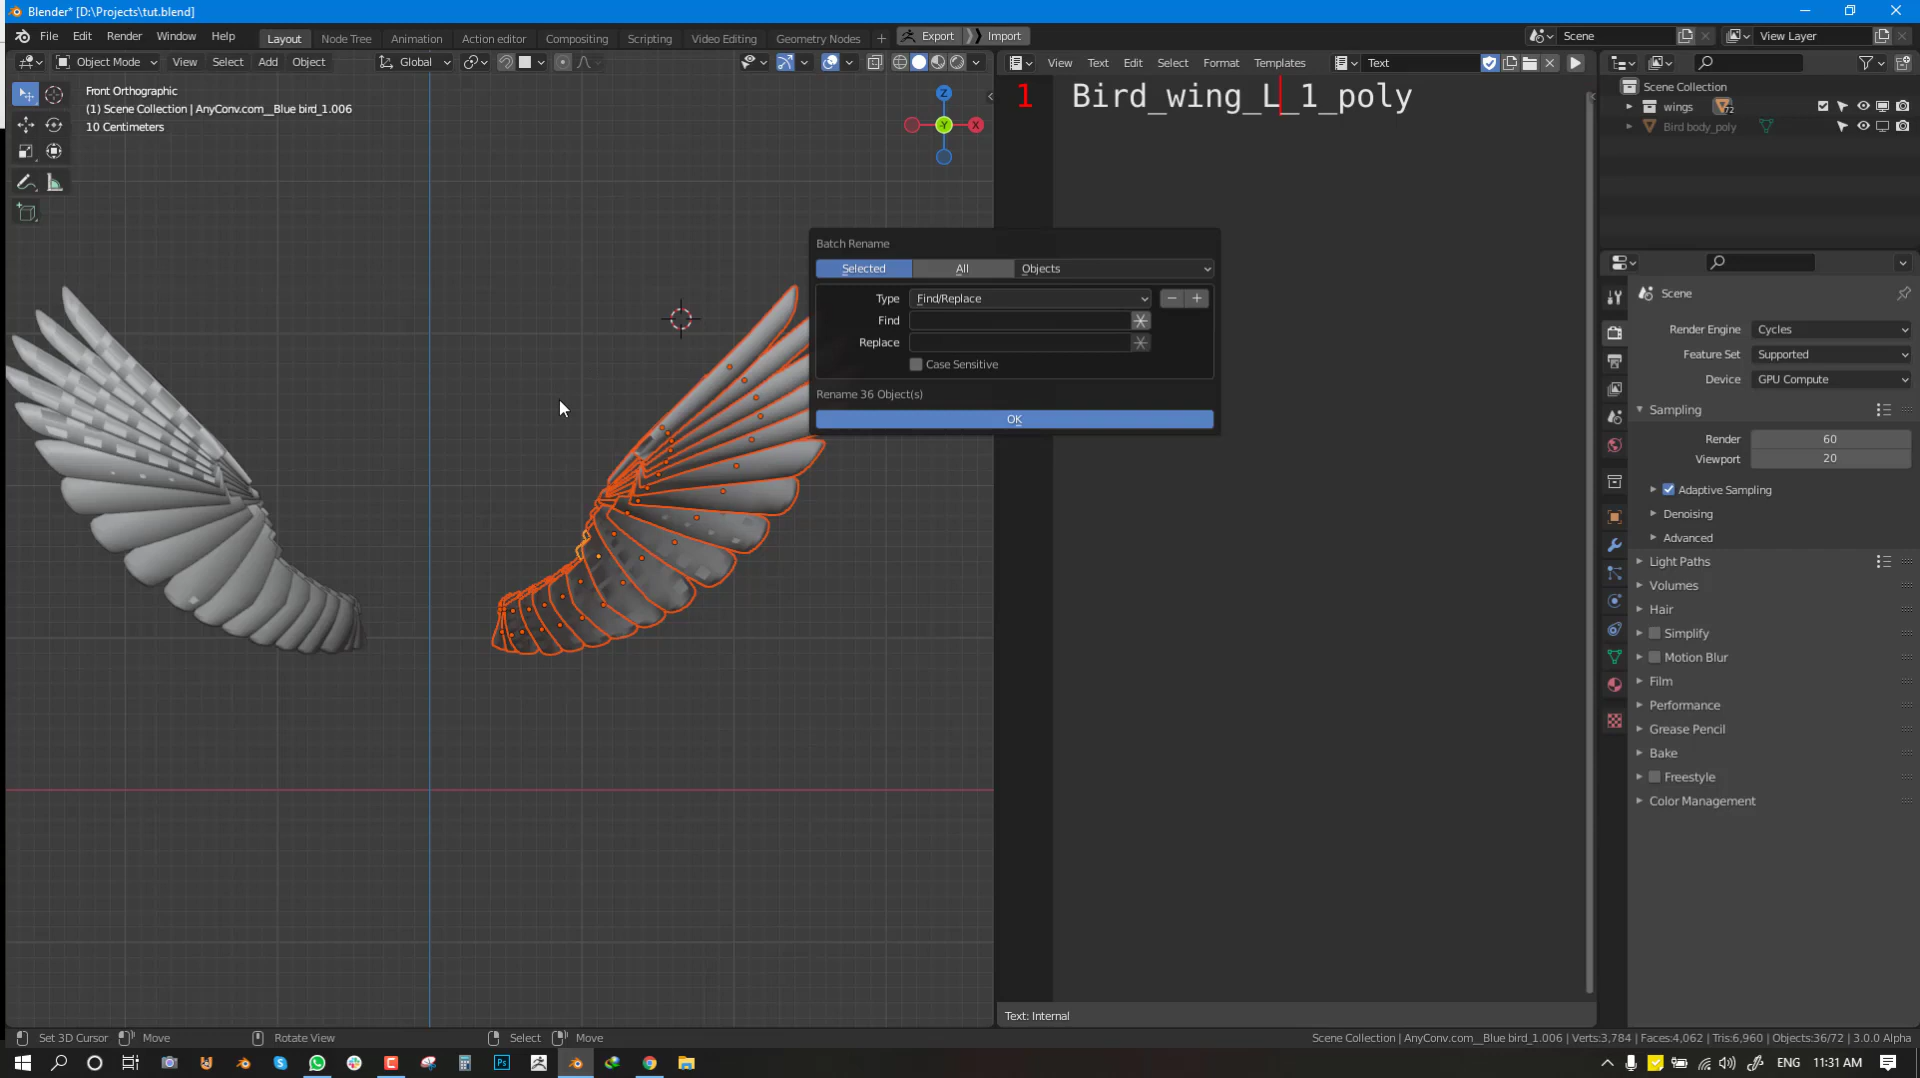 Blender* [D:\Projects\tut.blend]
File Edit Render Window Help Layout Node Tree Animation Action editor Compositing Scripting Video Editing Geometry Nodes Export Import Scene View Layer
Object Mode View Select Add Object Global View Text Edit Select Format Templates Text
Front Orthographic
(1) Scene Collection | AnyConv.com__Blue bird_1.006
10 Centimeters
Z
-Y
X
1 Bird_wing_L_1_poly
Batch Rename
Selected All Objects
Type Find/Replace
Find
Replace
Case Sensitive
Rename 36 Object(s)
OK
Text: Internal
Scene Collection
wings 72
Bird body_poly
Scene
Render Engine Cycles
Feature Set Supported
Device GPU Compute
Sampling
Render 60
Viewport 20
Adaptive Sampling
Denoising
Advanced
Light Paths
Volumes
Hair
Simplify
Motion Blur
Film
Performance
Grease Pencil
Bake
Freestyle
Color Management
Set 3D Cursor Move Rotate View Select Move Scene Collection | AnyConv.com__Blue bird_1.006 | Verts:3,784 | Faces:4,062 | Tris:6,960 | Objects:36/72 | 3.0.0 Alpha
Ps ENG 11:31 AM